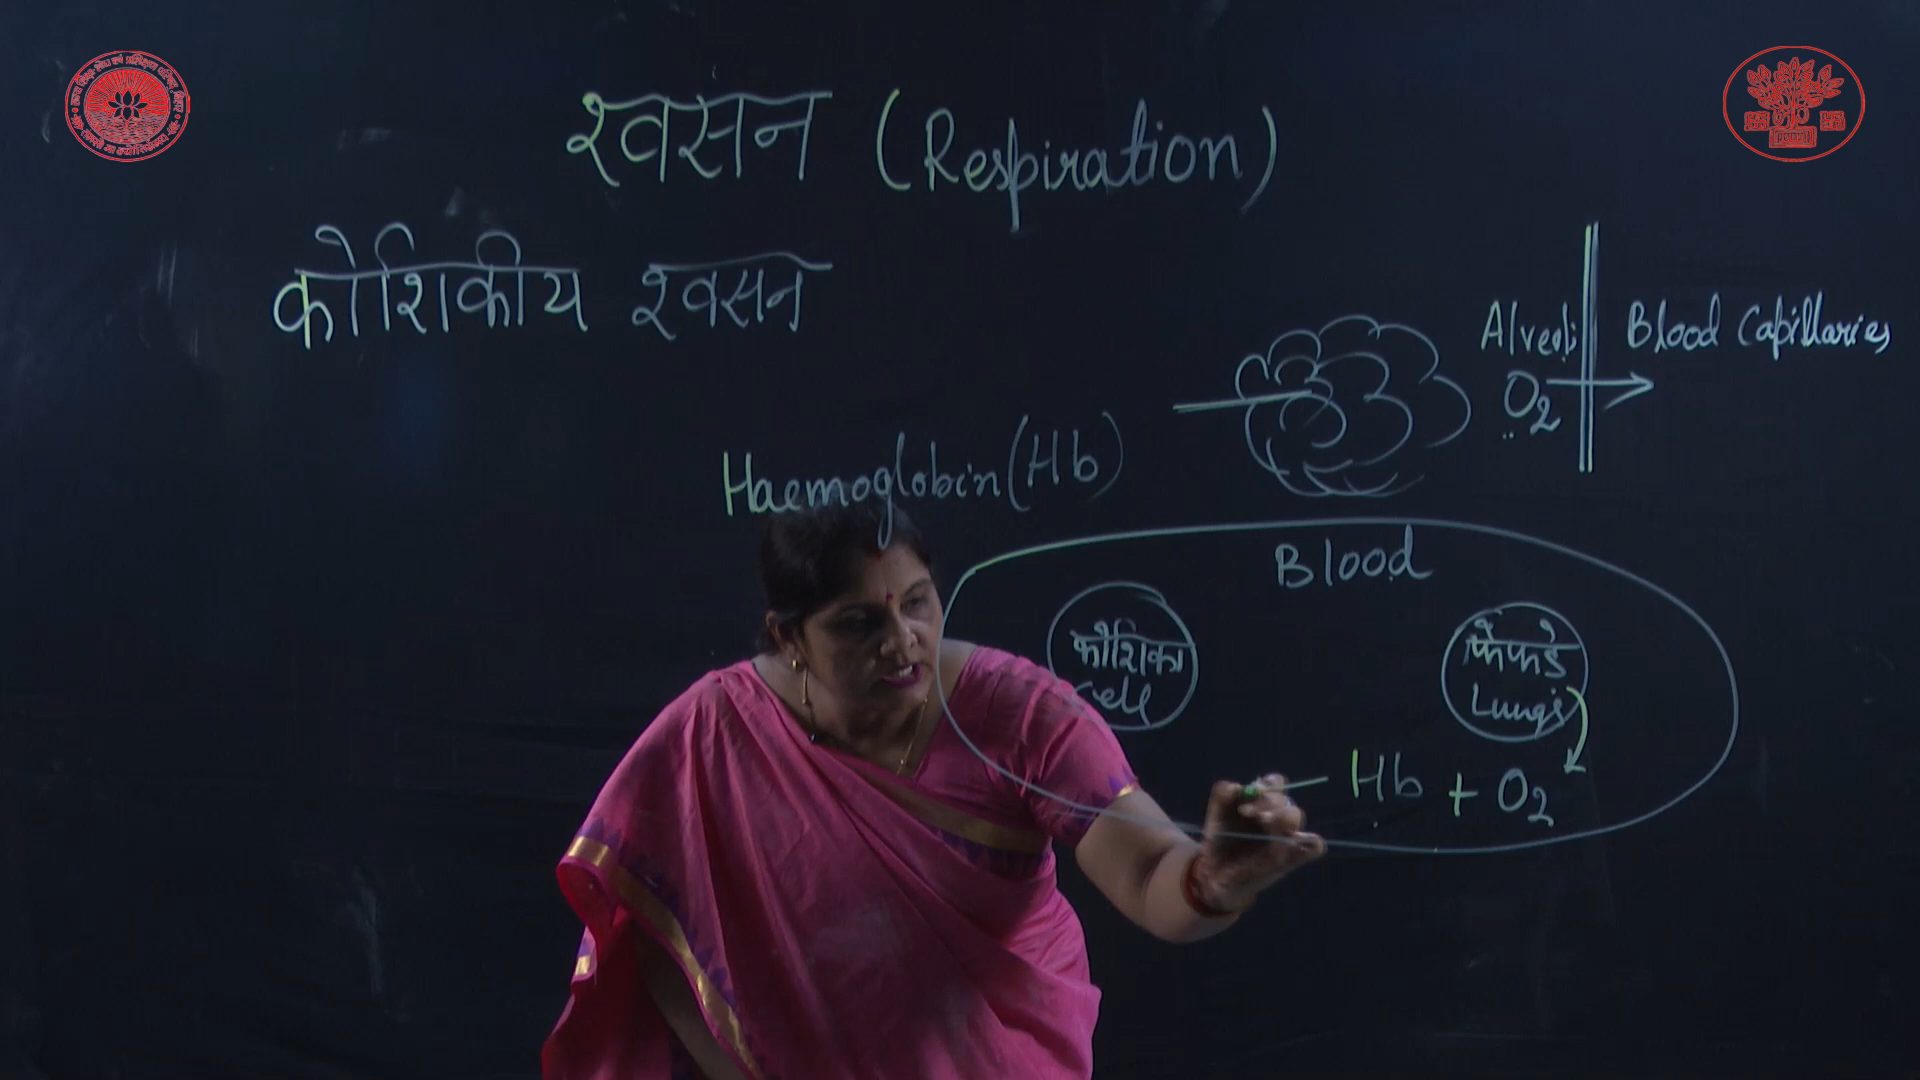 श्वसन (Respiration)
कोशिकीय श्वसन
Alveoli
Blood Capillaries
O2
Haemoglobin (Hb)
Blood
कोशिका
Cell
फेफड़े
Lungs
Hb + O2